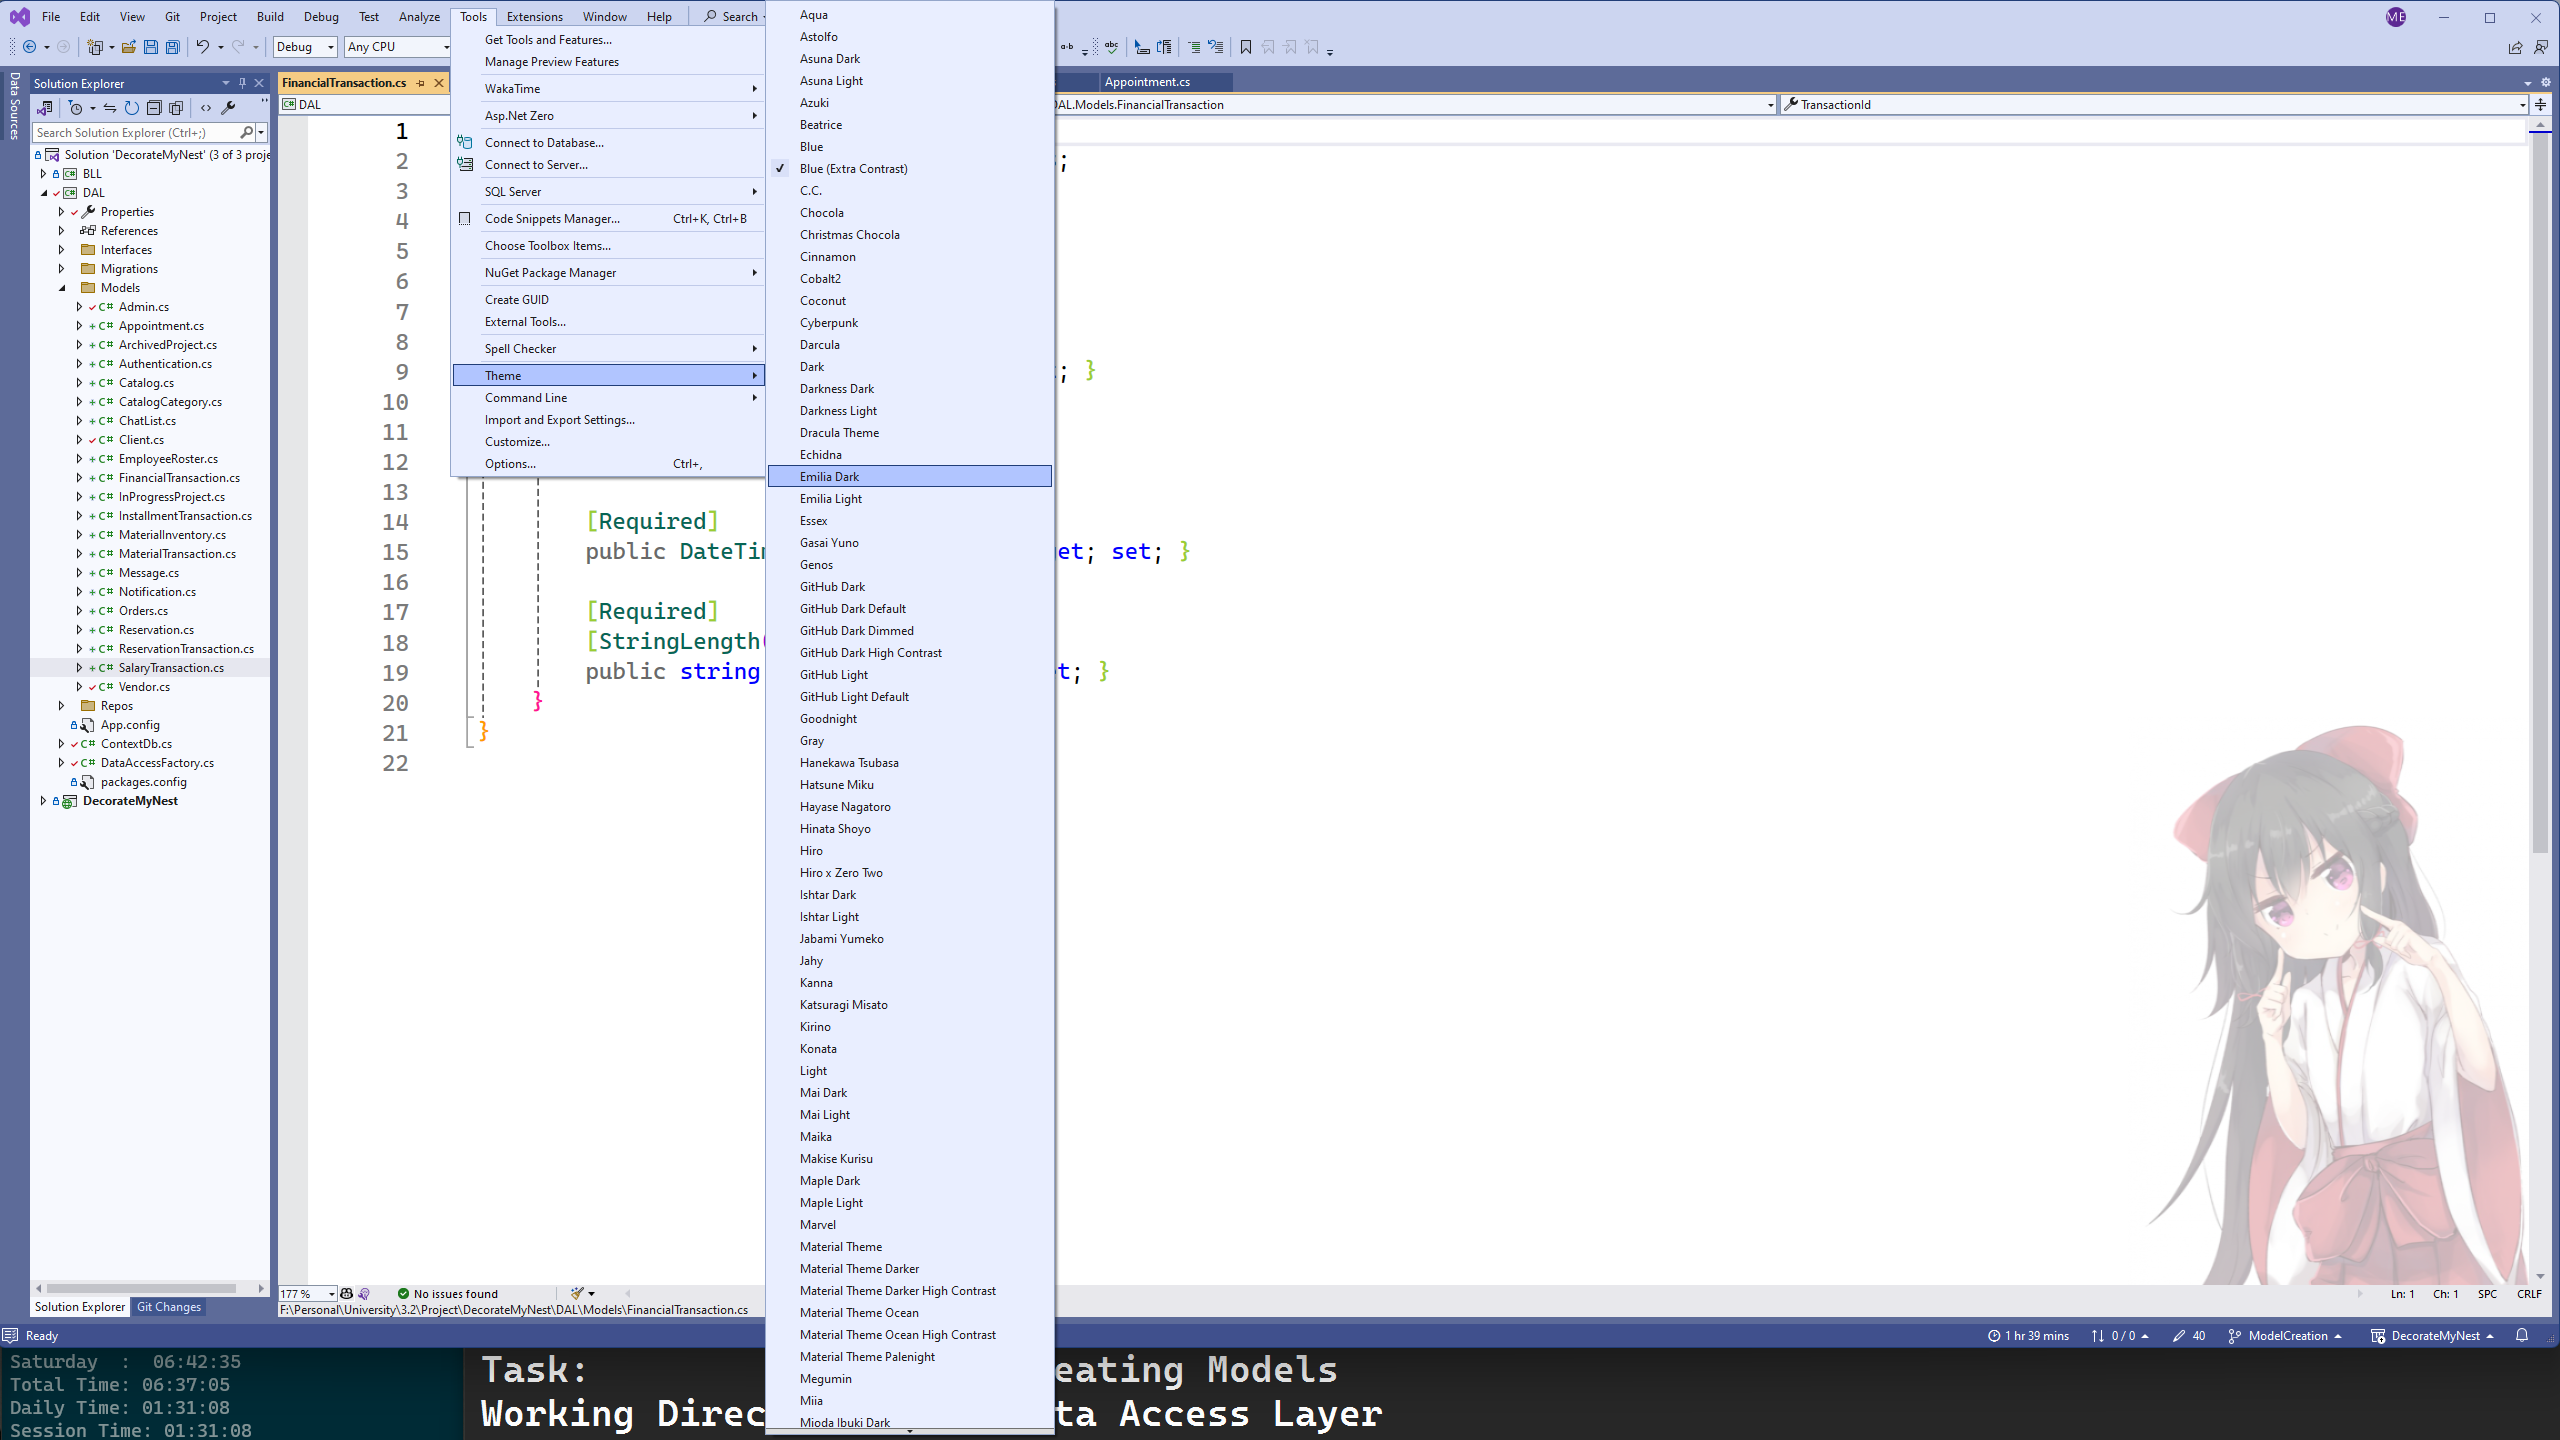 File Edit View Git Project Build Debug Test Analyze Tools Extensions Window Help Search
ME
Debug Any CPU
Data Sources
Solution Explorer
Search Solution Explorer (Ctrl+;)
Solution 'DecorateMyNest' (3 of 3 proje
BLL
DAL
Properties
References
Interfaces
Migrations
Models
C# Admin.cs
C# Appointment.cs
C# ArchivedProject.cs
C# Authentication.cs
C# Catalog.cs
C# CatalogCategory.cs
C# ChatList.cs
C# Client.cs
C# EmployeeRoster.cs
C# FinancialTransaction.cs
C# InProgressProject.cs
C# InstallmentTransaction.cs
C# MaterialInventory.cs
C# MaterialTransaction.cs
C# Message.cs
C# Notification.cs
C# Orders.cs
C# Reservation.cs
C# ReservationTransaction.cs
C# SalaryTransaction.cs
C# Vendor.cs
Repos
App.config
C# ContextDb.cs
C# DataAccessFactory.cs
packages.config
DecorateMyNest
Solution Explorer Git Changes
FinancialTransaction.cs
Appointment.cs
DAL
DAL.Models.FinancialTransaction
TransactionId
1
2 ;
3
4
5
6
7
8
9 ; }
10
11
12
13
14 [Required]
15 public DateTim et; set; }
16
17 [Required]
18 [StringLength(
19 public string t; }
20 }
21 }
22
Get Tools and Features...
Manage Preview Features
WakaTime
Asp.Net Zero
Connect to Database...
Connect to Server...
SQL Server
Code Snippets Manager... Ctrl+K, Ctrl+B
Choose Toolbox Items...
NuGet Package Manager
Create GUID
External Tools...
Spell Checker
Theme
Command Line
Import and Export Settings...
Customize...
Options... Ctrl+,
Aqua
Astolfo
Asuna Dark
Asuna Light
Azuki
Beatrice
Blue
Blue (Extra Contrast)
C.C.
Chocola
Christmas Chocola
Cinnamon
Cobalt2
Coconut
Cyberpunk
Darcula
Dark
Darkness Dark
Darkness Light
Dracula Theme
Echidna
Emilia Dark
Emilia Light
Essex
Gasai Yuno
Genos
GitHub Dark
GitHub Dark Default
GitHub Dark Dimmed
GitHub Dark High Contrast
GitHub Light
GitHub Light Default
Goodnight
Gray
Hanekawa Tsubasa
Hatsune Miku
Hayase Nagatoro
Hinata Shoyo
Hiro
Hiro x Zero Two
Ishtar Dark
Ishtar Light
Jabami Yumeko
Jahy
Kanna
Katsuragi Misato
Kirino
Konata
Light
Mai Dark
Mai Light
Maika
Makise Kurisu
Maple Dark
Maple Light
Marvel
Material Theme
Material Theme Darker
Material Theme Darker High Contrast
Material Theme Ocean
Material Theme Ocean High Contrast
Material Theme Palenight
Megumin
Miia
Mioda Ibuki Dark
177 % No issues found
Ln: 1 Ch: 1 SPC CRLF
F:\Personal\University\3.2\Project\DecorateMyNest\DAL\Models\FinancialTransaction.cs
Ready
1 hr 39 mins 0 / 0 40 ModelCreation DecorateMyNest
Saturday : 06:42:35
Total Time: 06:37:05
Daily Time: 01:31:08
Session Time: 01:31:08
Task: eating Models
Working Direc ta Access Layer